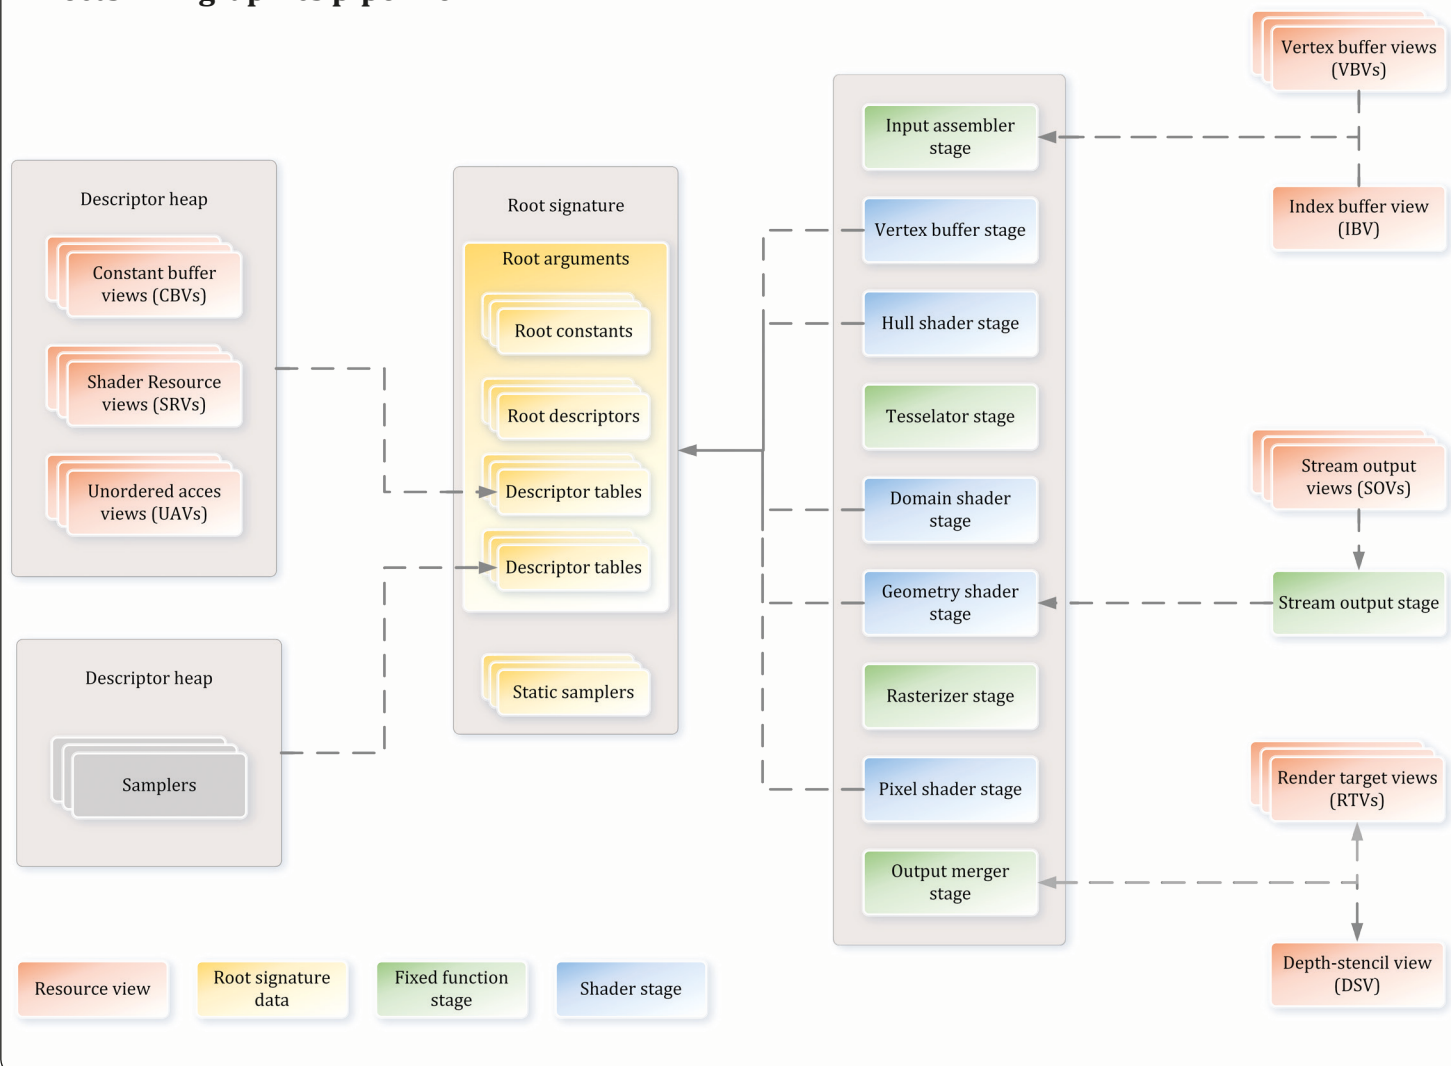 Vertex buffer views
(VBVs)
Input assembler
stage
Descriptor heap
Root signature
Index buffer view
(IBV)
Vertex buffer stage
Root arguments
Constant buffer
views (CBVs)
Root constants
Hull shader stage
Shader Resource
views (SRVs)
Root descriptors
Tesselator stage
Unordered acces
views (UAVs)
Descriptor tables
Domain shader
stage
Stream output
views (SOVs)
Descriptor tables
Geometry shader
stage
Stream output stage
Descriptor heap
Static samplers
Rasterizer stage
Samplers
Pixel shader stage
Render target views
(RTVs)
Output merger
stage
Depth-stencil view
(DSV)
Resource view
Root signature
data
Fixed function
stage
Shader stage